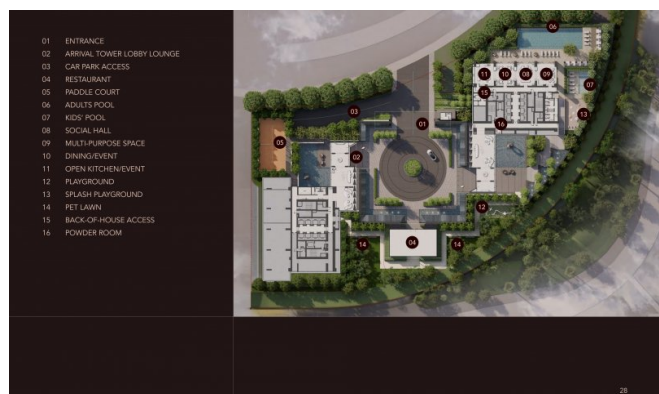 01 ENTRANCE
02 ARRIVAL TOWER LOBBY LOUNGE
03 CAR PARK ACCESS
04 RESTAURANT
05 PADDLE COURT
06 ADULTS POOL
07 KIDS' POOL
08 SOCIAL HALL
09 MULTI-PURPOSE SPACE
10 DINING/EVENT
11 OPEN KITCHEN/EVENT
12 PLAYGROUND
13 SPLASH PLAYGROUND
14 PET LAWN
15 BACK-OF-HOUSE ACCESS
16 POWDER ROOM
06
11 10 08 09
07
15
03
13
01
16
05
02
12
14 04 14
28